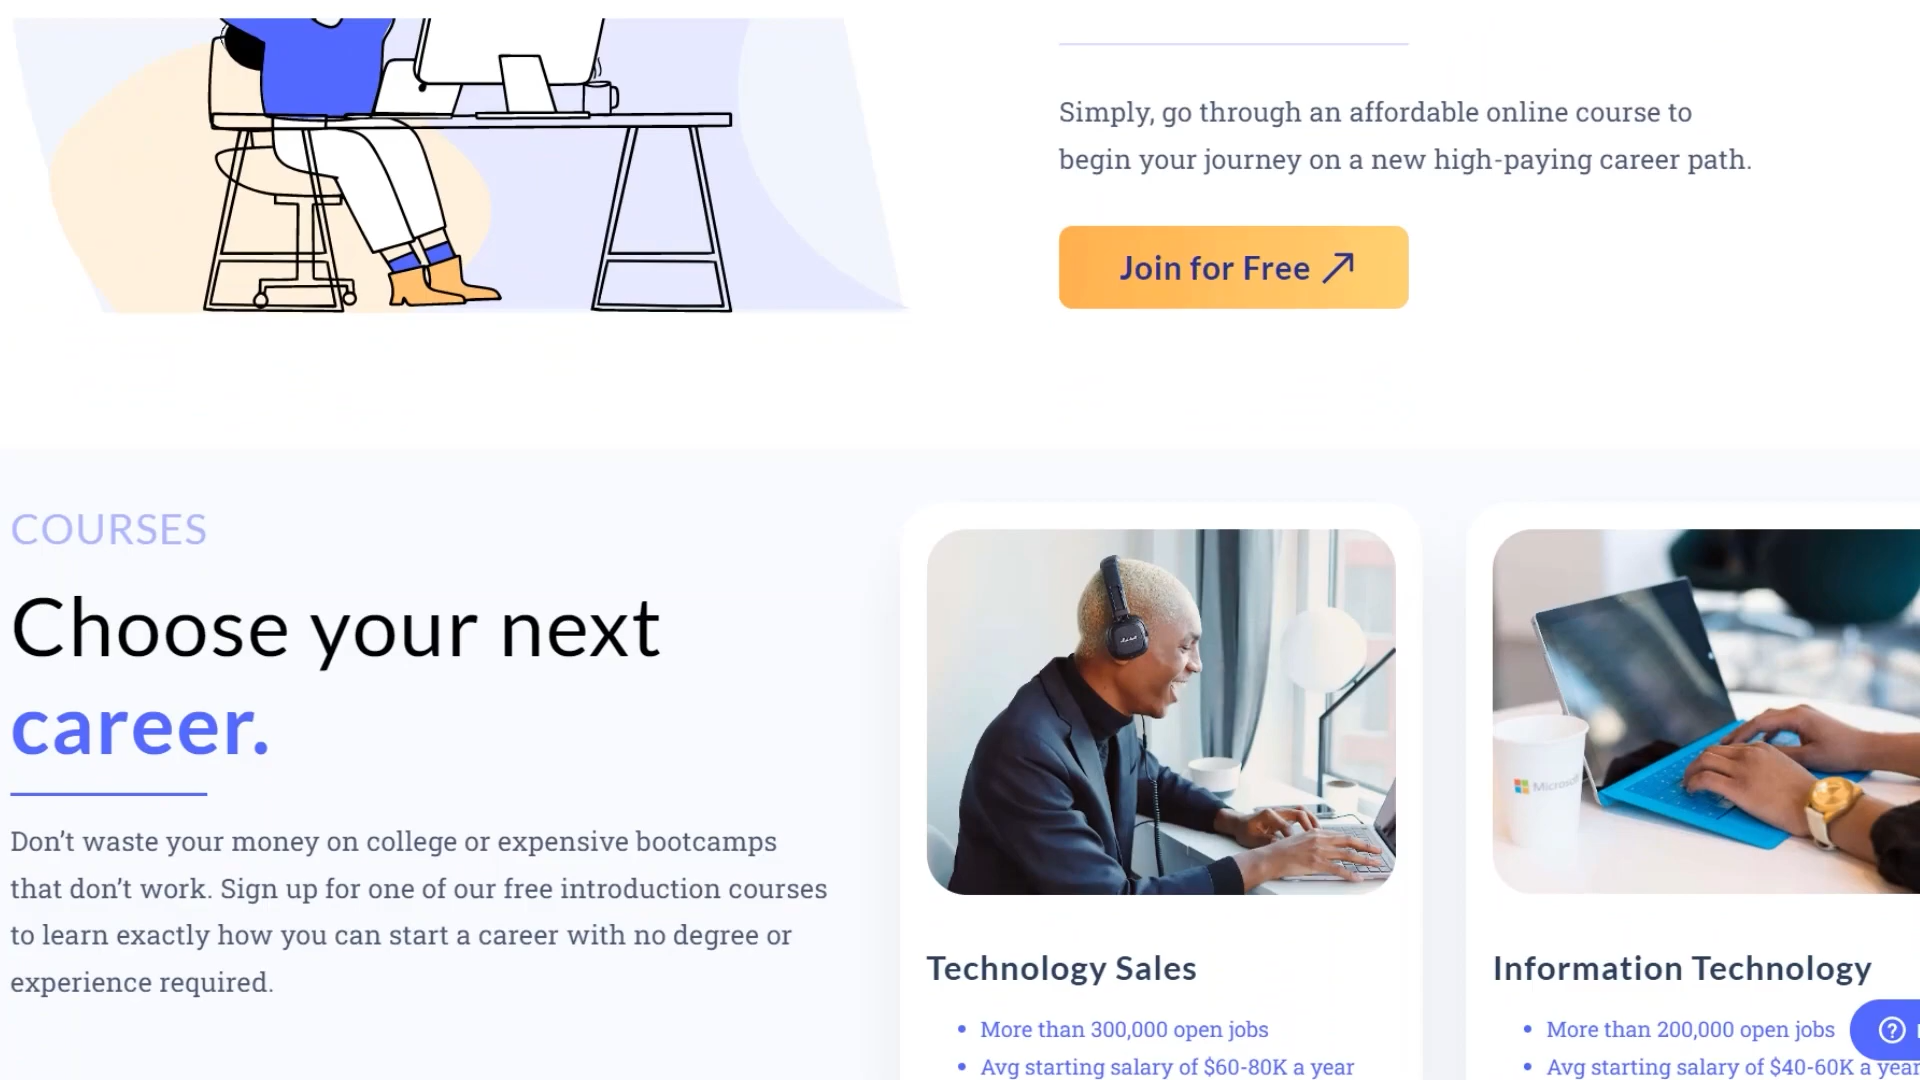 Simply, go through an affordable online course to
begin your journey on a new high-paying career path.
Join for Free
COURSES
Choose your next
career.
Don’t waste your money on college or expensive bootcamps
that don’t work. Sign up for one of our free introduction courses
to learn exactly how you can start a career with no degree or
experience required.
Microsoft
Technology Sales
More than 300,000 open jobs
Avg starting salary of $60-80K a year
Information Technology
More than 200,000 open jobs
Avg starting salary of $40-60K a year